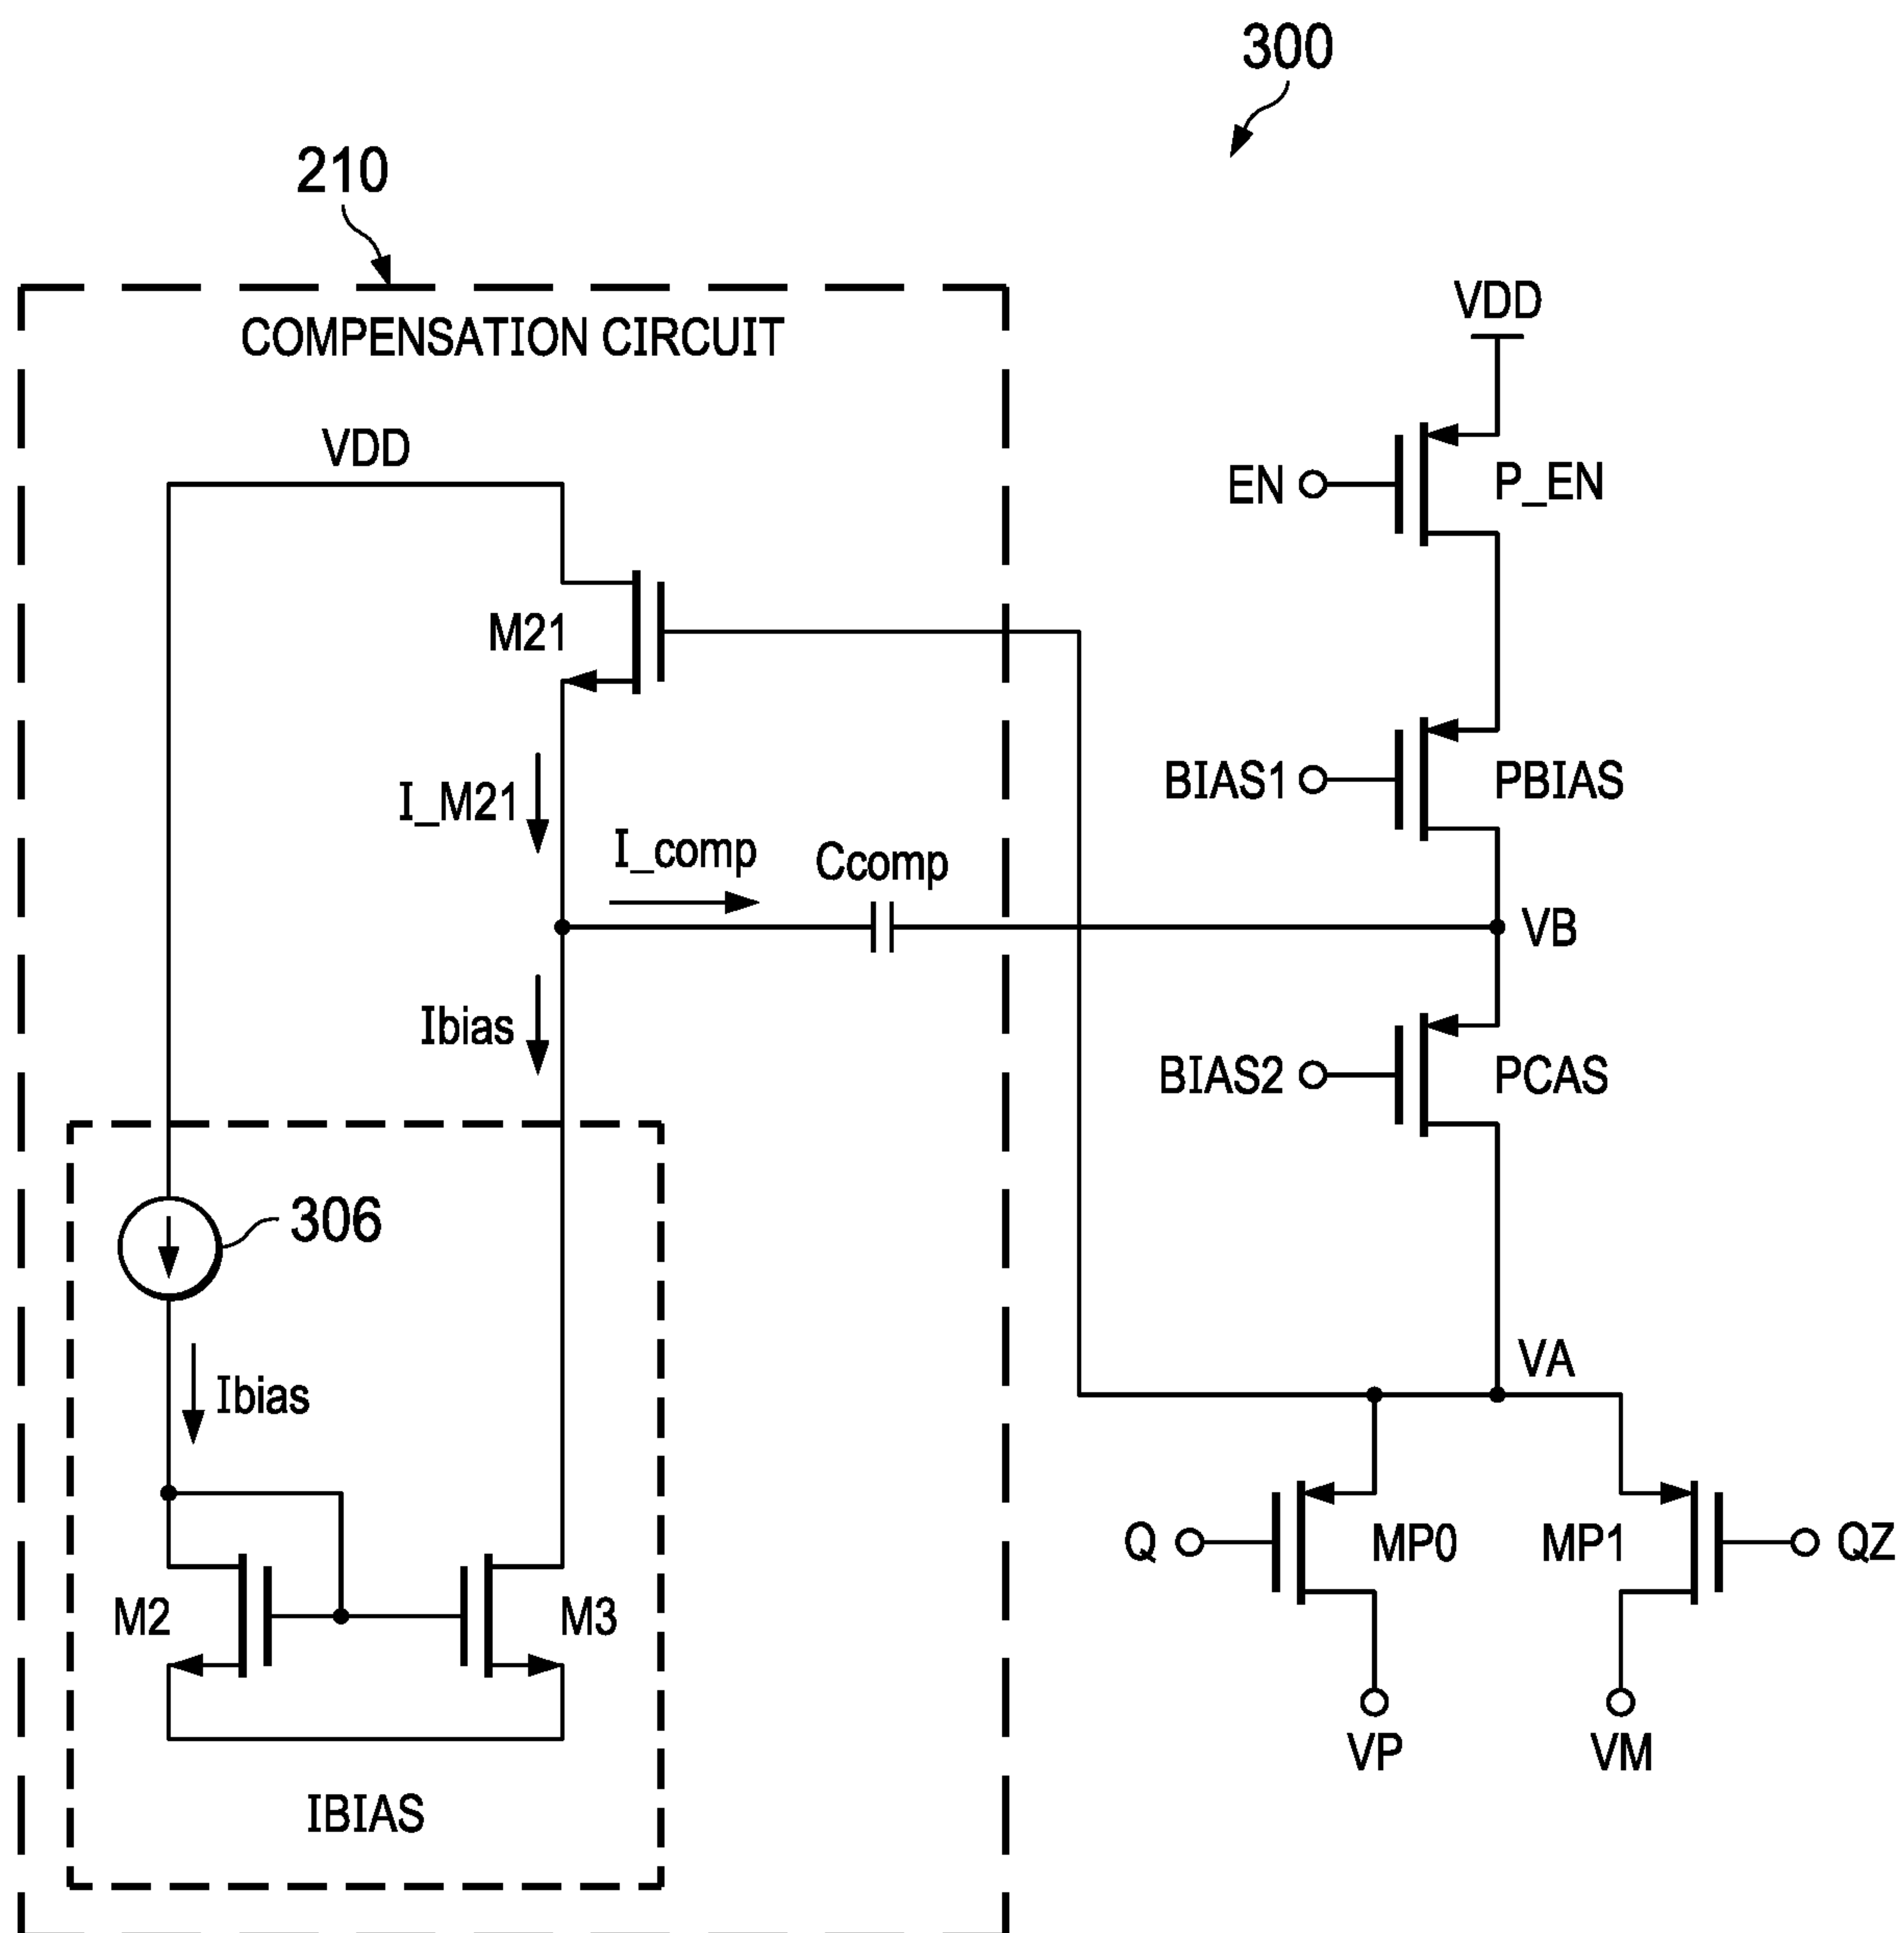 300
210
COMPENSATION CIRCUIT
VDD
VDD
EN
P_EN
M21
I_M21
BIAS1
PBIAS
I_comp
Ccomp
VB
Ibias
BIAS2
PCAS
306
VA
Ibias
Q
MP0
MP1
QZ
M2
M3
VP
VM
IBIAS